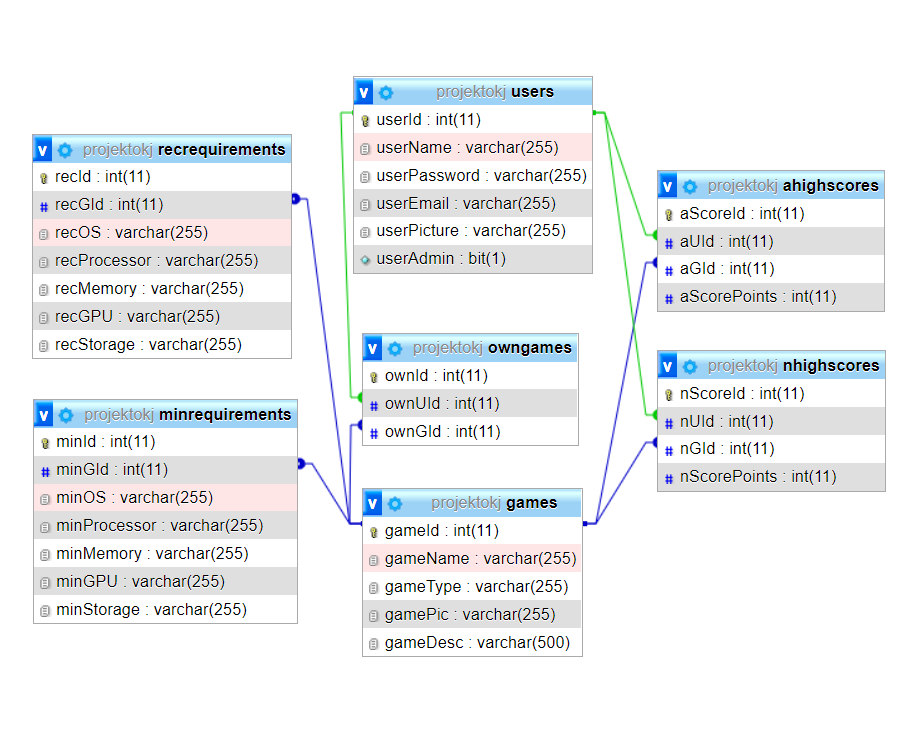 v projektokj users
userId : int(11)
userName : varchar(255)
userPassword : varchar(255)
userEmail : varchar(255)
userPicture : varchar(255)
userAdmin : bit(1)
v projektokj recrequirements
recId : int(11)
# recGId : int(11)
recOS : varchar(255)
recProcessor : varchar(255)
recMemory : varchar(255)
recGPU : varchar(255)
recStorage : varchar(255)
v projektokj ahighscores
aScoreId : int(11)
# aUId : int(11)
# aGId : int(11)
# aScorePoints : int(11)
v projektokj owngames
ownId : int(11)
# ownUId : int(11)
# ownGId : int(11)
v projektokj nhighscores
nScoreId : int(11)
# nUId : int(11)
# nGId : int(11)
# nScorePoints : int(11)
v projektokj minrequirements
minId : int(11)
# minGId : int(11)
minOS : varchar(255)
minProcessor : varchar(255)
minMemory : varchar(255)
minGPU : varchar(255)
minStorage : varchar(255)
v projektokj games
gameId : int(11)
gameName : varchar(255)
gameType : varchar(255)
gamePic : varchar(255)
gameDesc : varchar(500)